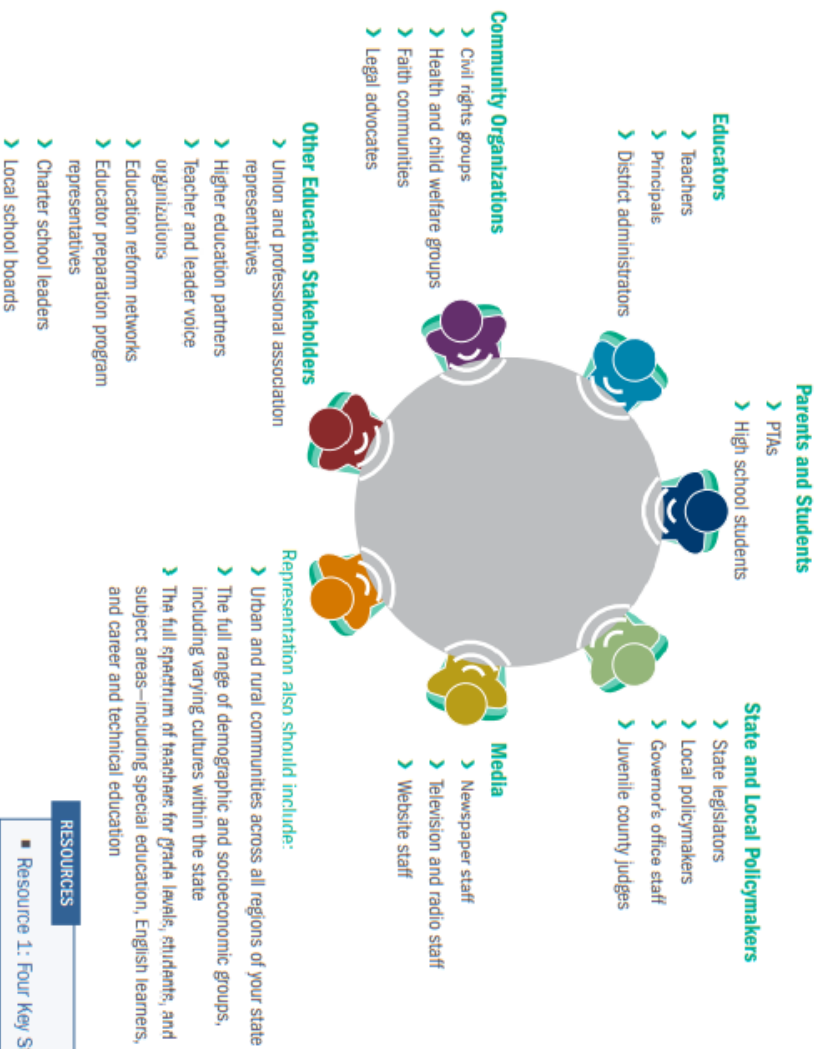 Parents and Students
❯ PTAs
❯ High school students
Educators
❯ Teachers
❯ Principals
❯ District administrators
State and Local Policymakers
❯ State legislators
❯ Local policymakers
❯ Governor's office staff
❯ Juvenile county judges
Community Organizations
❯ Civil rights groups
❯ Health and child welfare groups
❯ Faith communities
❯ Legal advocates
Media
❯ Newspaper staff
❯ Television and radio staff
❯ Website staff
Other Education Stakeholders
❯ Union and professional association
representatives
❯ Higher education partners
❯ Teacher and leader voice
organizations
❯ Education reform networks
❯ Educator preparation program
representatives
❯ Charter school leaders
❯ Local school boards
Representation also should include:
❯ Urban and rural communities across all regions of your state
❯ The full range of demographic and socioeconomic groups,
including varying cultures within the state
❯ The full spectrum of teachers for grade levels, students, and
subject areas—including special education, English learners,
and career and technical education
RESOURCES
■ Resource 1: Four Key